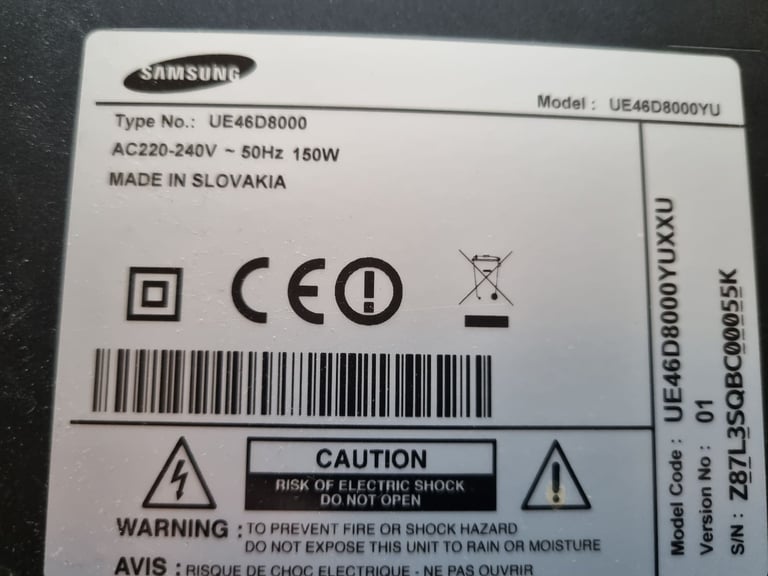 SAMSUNG
Model : UE46D8000YU
Type No.: UE46D8000
AC220-240V ~ 50Hz 150W
MADE IN SLOVAKIA
CE
CAUTION
RISK OF ELECTRIC SHOCK
DO NOT OPEN
WARNING : TO PREVENT FIRE OR SHOCK HAZARD
DO NOT EXPOSE THIS UNIT TO RAIN OR MOISTURE
AVIS : RISQUE DE CHOC ELECTRIQUE - NE PAS OUVRIR
Model Code : UE46D8000YUXXU
Version No : 01
S/N : Z87L3SQBC00055K